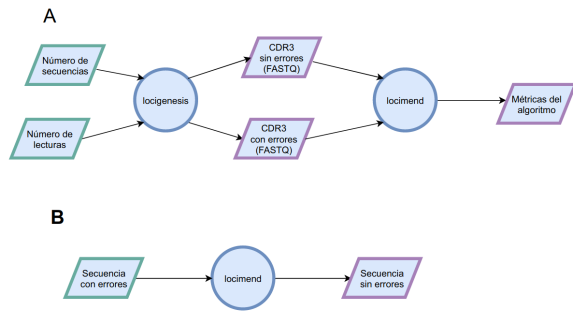 A
Número de
secuencias
Número de
lecturas
locigenesis
CDR3
sin errores
(FASTQ)
CDR3
con errores
(FASTQ)
locimend
Métricas del
algoritmo
B
Secuencia
con errores
locimend
Secuencia
sin errores